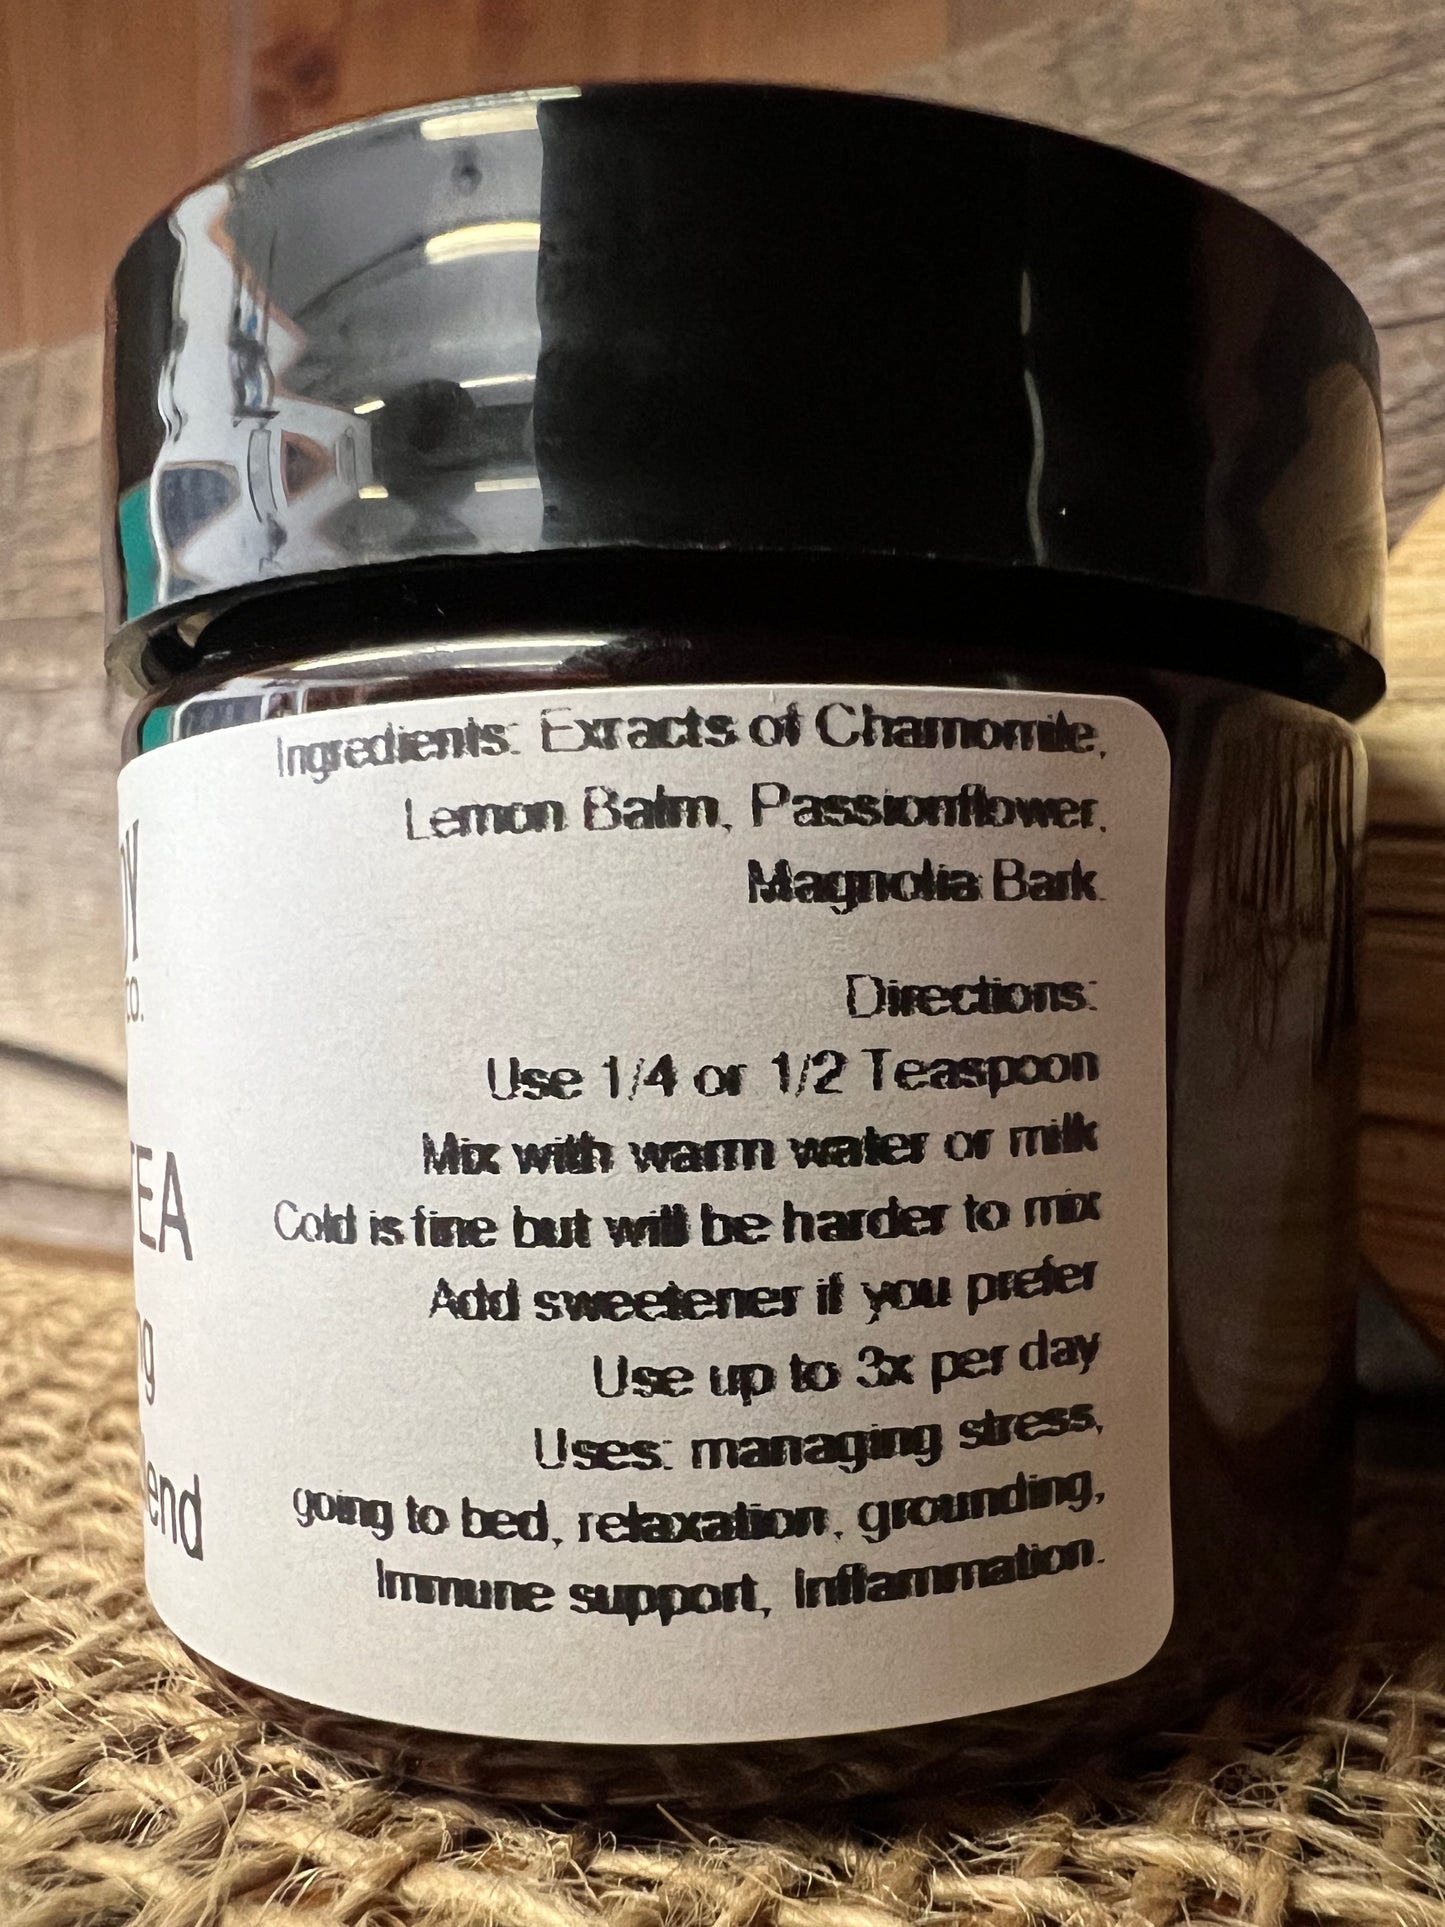 Ingredients: Exracts of Chamomile,
Lemon Balm, Passionflower,
Magnolia Bark.
Directions:
Use 1/4 or 1/2 Teaspoon
Mix with warm water or milk
Cold is fine but will be harder to mix
Add sweetener if you prefer
Use up to 3x per day
Uses: managing stress,
going to bed, relaxation, grounding,
Immune support, Inflammation.
CO.
TEA